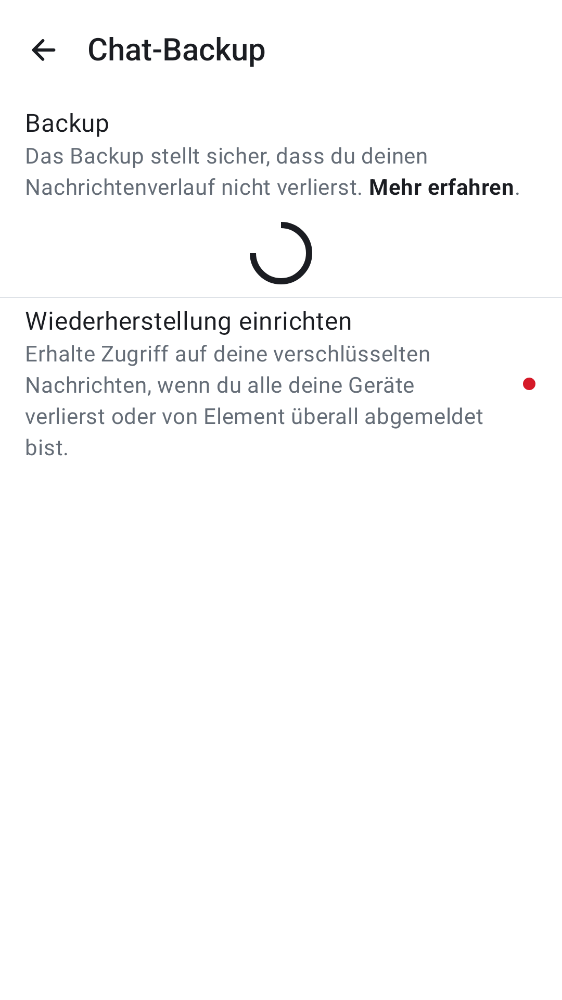 Chat-Backup
Backup
Das Backup stellt sicher, dass du deinen
Nachrichtenverlauf nicht verlierst. Mehr erfahren.
Wiederherstellung einrichten
Erhalte Zugriff auf deine verschlüsselten
Nachrichten, wenn du alle deine Geräte
verlierst oder von Element überall abgemeldet
bist.